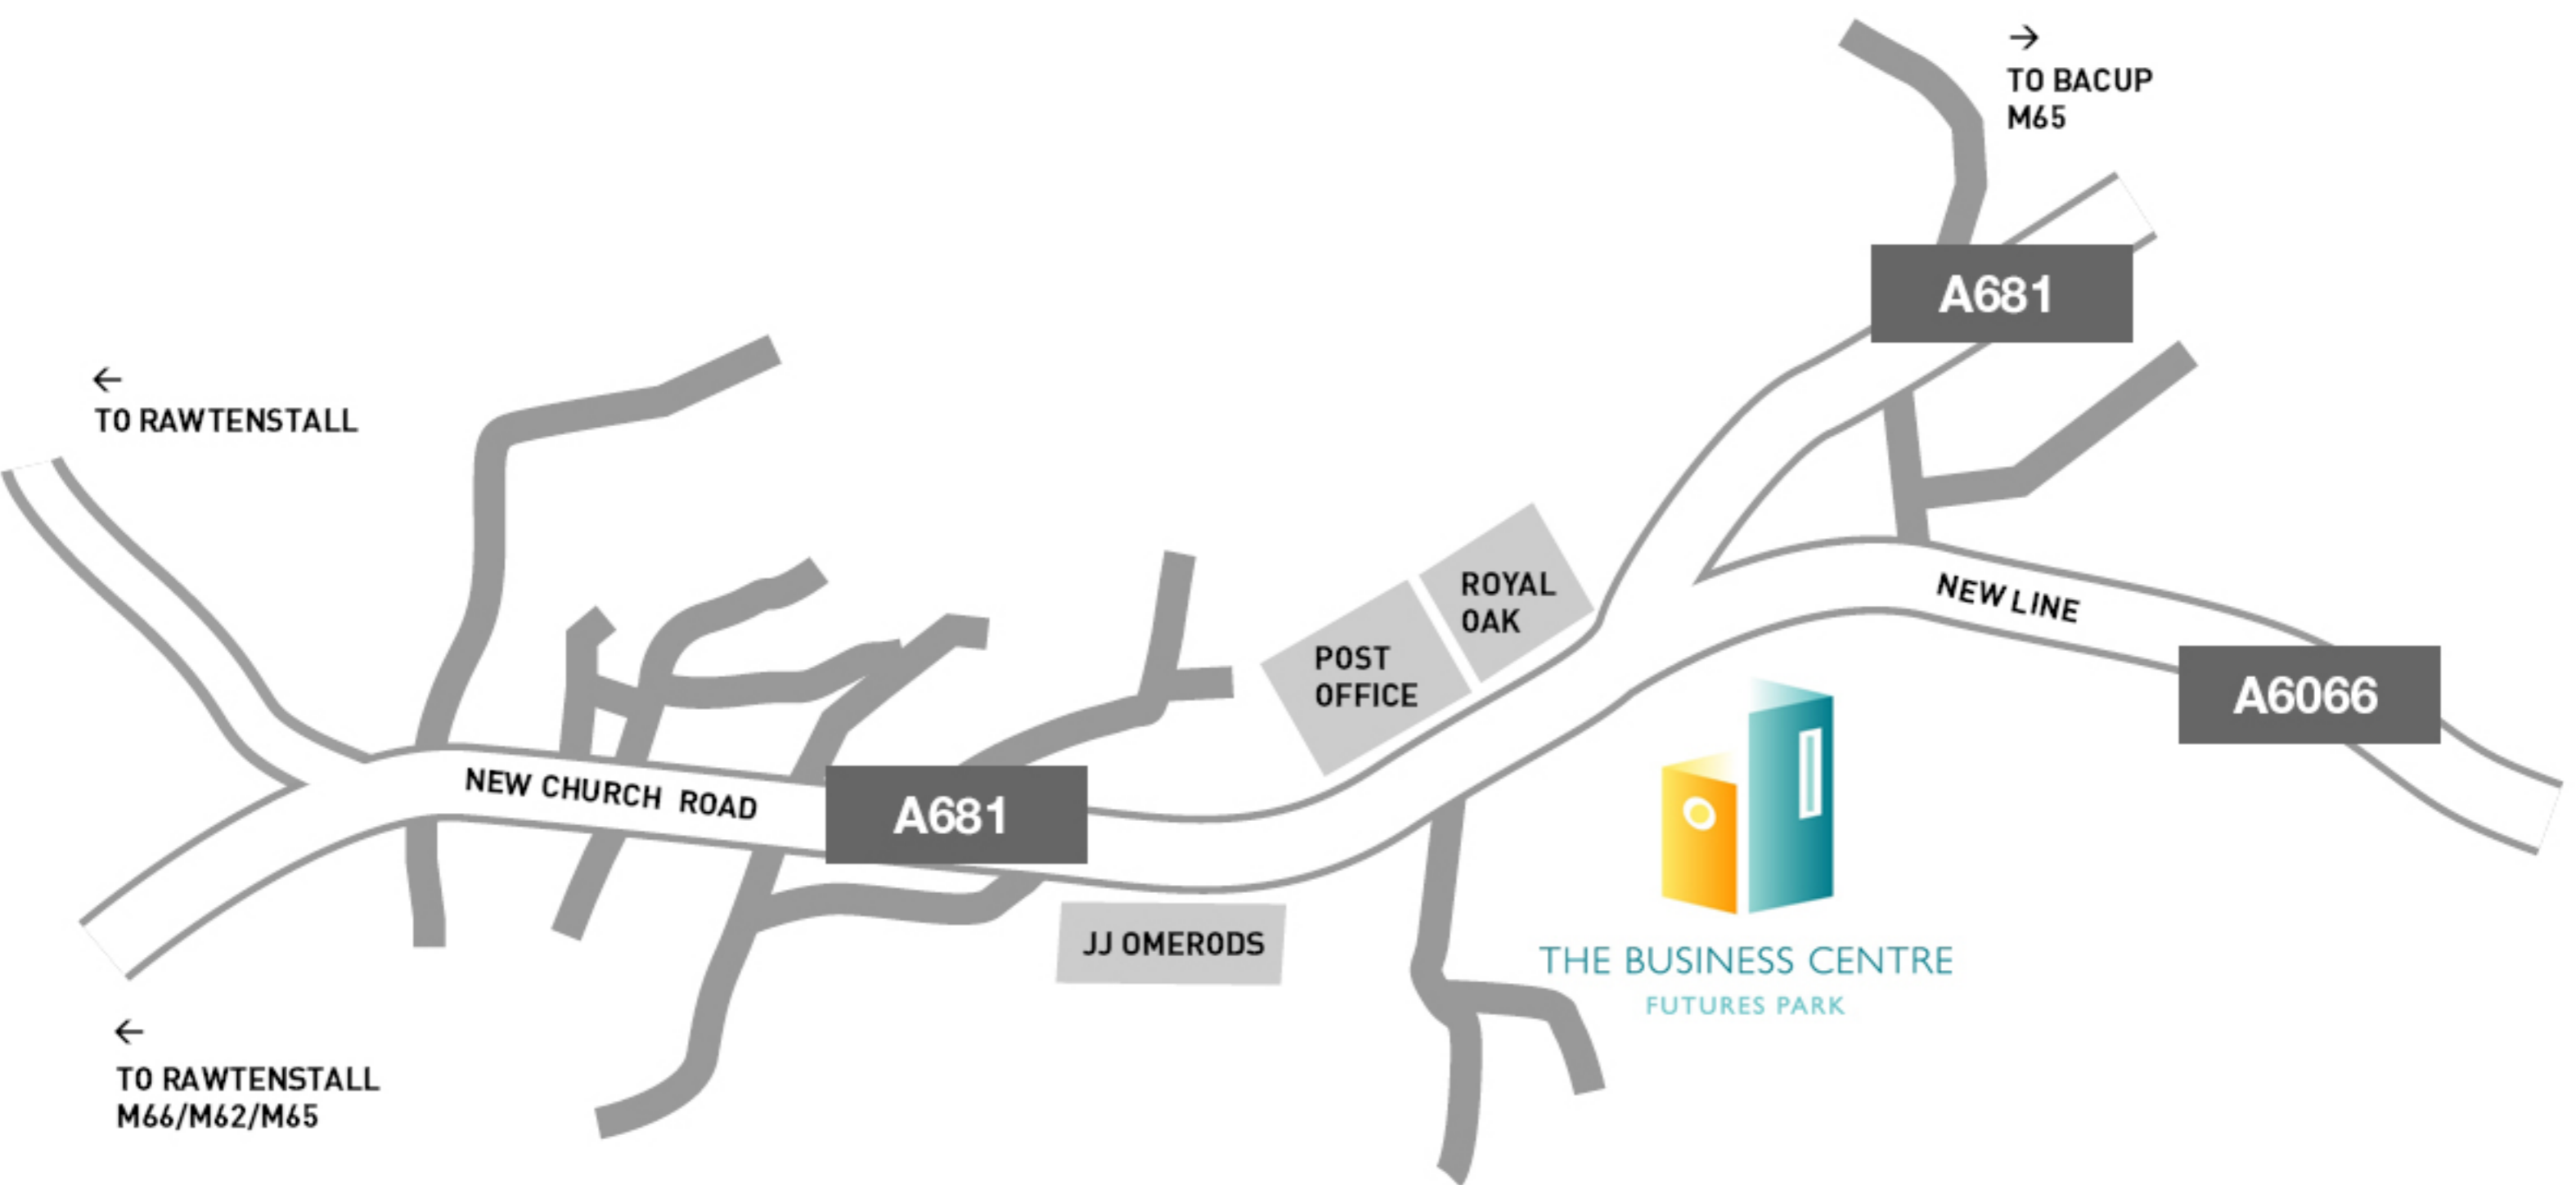 →
TO BACUP
M65
A681
←
TO RAWTENSTALL
ROYAL
OAK
POST
OFFICE
NEW LINE
A6066
NEW CHURCH ROAD
A681
JJ OMERODS
THE BUSINESS CENTRE
FUTURES PARK
←
TO RAWTENSTALL
M66/M62/M65